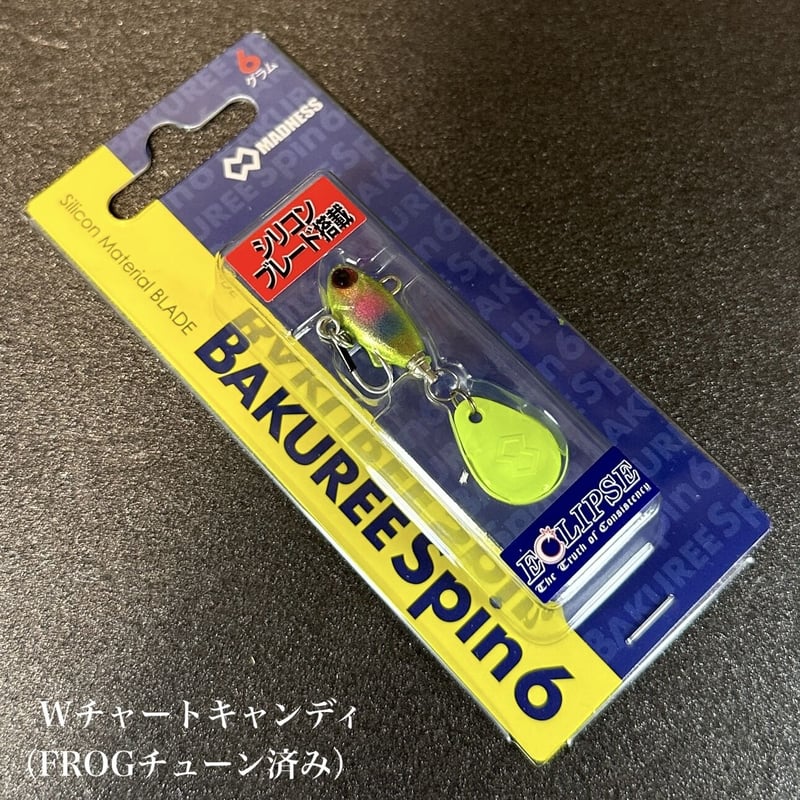 6
グラム
MADNESS
Silicon Material BLADE
シリコン
ブレード搭載
BAKUREE Spin6
ECLIPSE
The Truth of Consistency
Wチャートキャンディ
（FROGチューン済み）